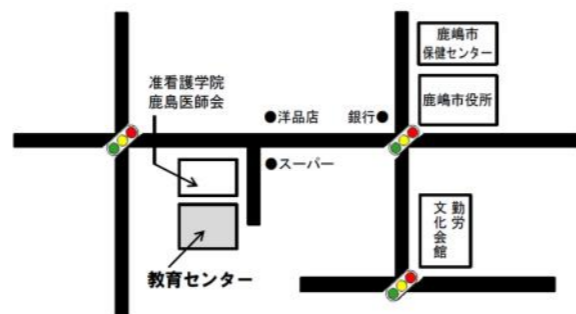 鹿嶋市
保健センター
准看護学院
鹿島医師会
鹿嶋市役所
●洋品店
銀行●
●スーパー
勤労
文化会館
教育センター